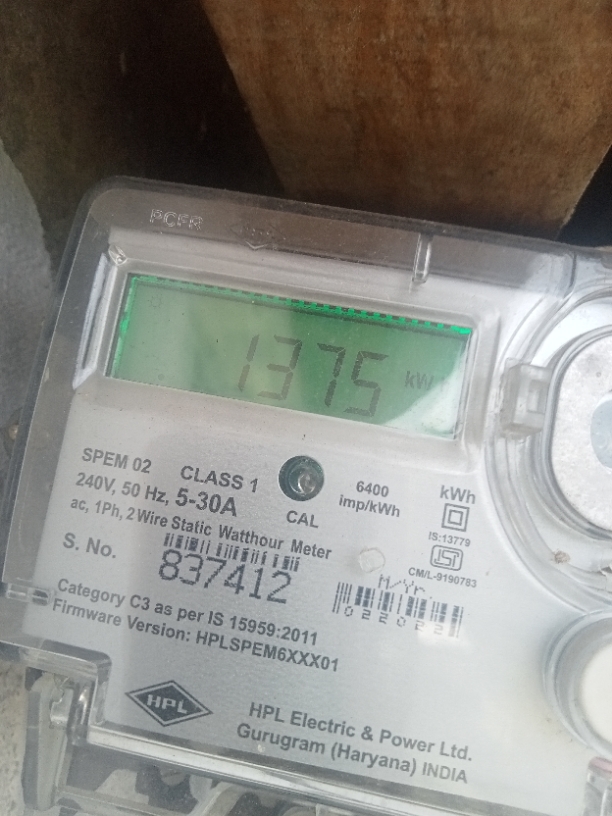 1375 kW
SPEM 02 CLASS 1
240V, 50 Hz, 5-30A
ac, 1Ph, 2 Wire Static Watthour Meter
CAL
6400
imp/kWh
kWh
IS:13779
ISI
CM/L-9190783
S. No.
837412
M/Yr
Category C3 as per IS 15959:2011
Firmware Version: HPLSPEM6XXX01
HPL
HPL Electric & Power Ltd.
Gurugram (Haryana) INDIA